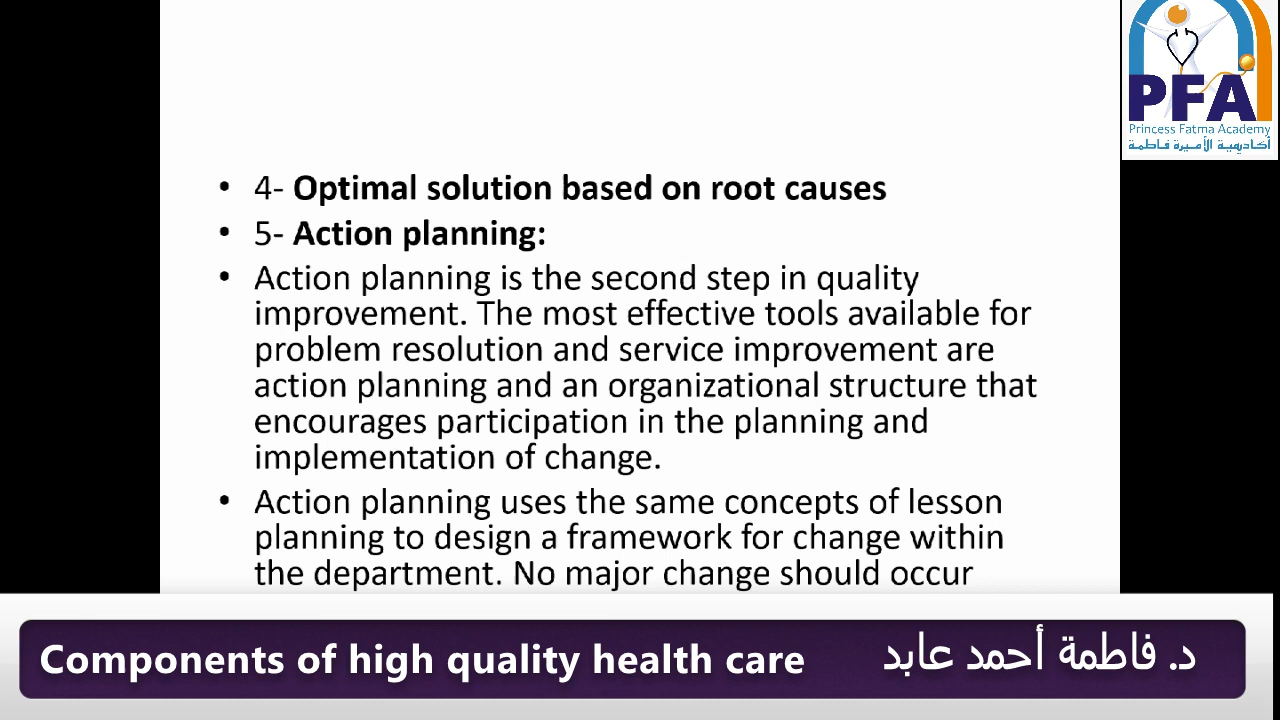 PFA
Princess Fatma Academy
أكاديمية الأميرة فاطمة
• 4- Optimal solution based on root causes
• 5- Action planning:
• Action planning is the second step in quality
improvement. The most effective tools available for
problem resolution and service improvement are
action planning and an organizational structure that
encourages participation in the planning and
implementation of change.
• Action planning uses the same concepts of lesson
planning to design a framework for change within
the department. No major change should occur
Components of high quality health care
د. فاطمة أحمد عابد